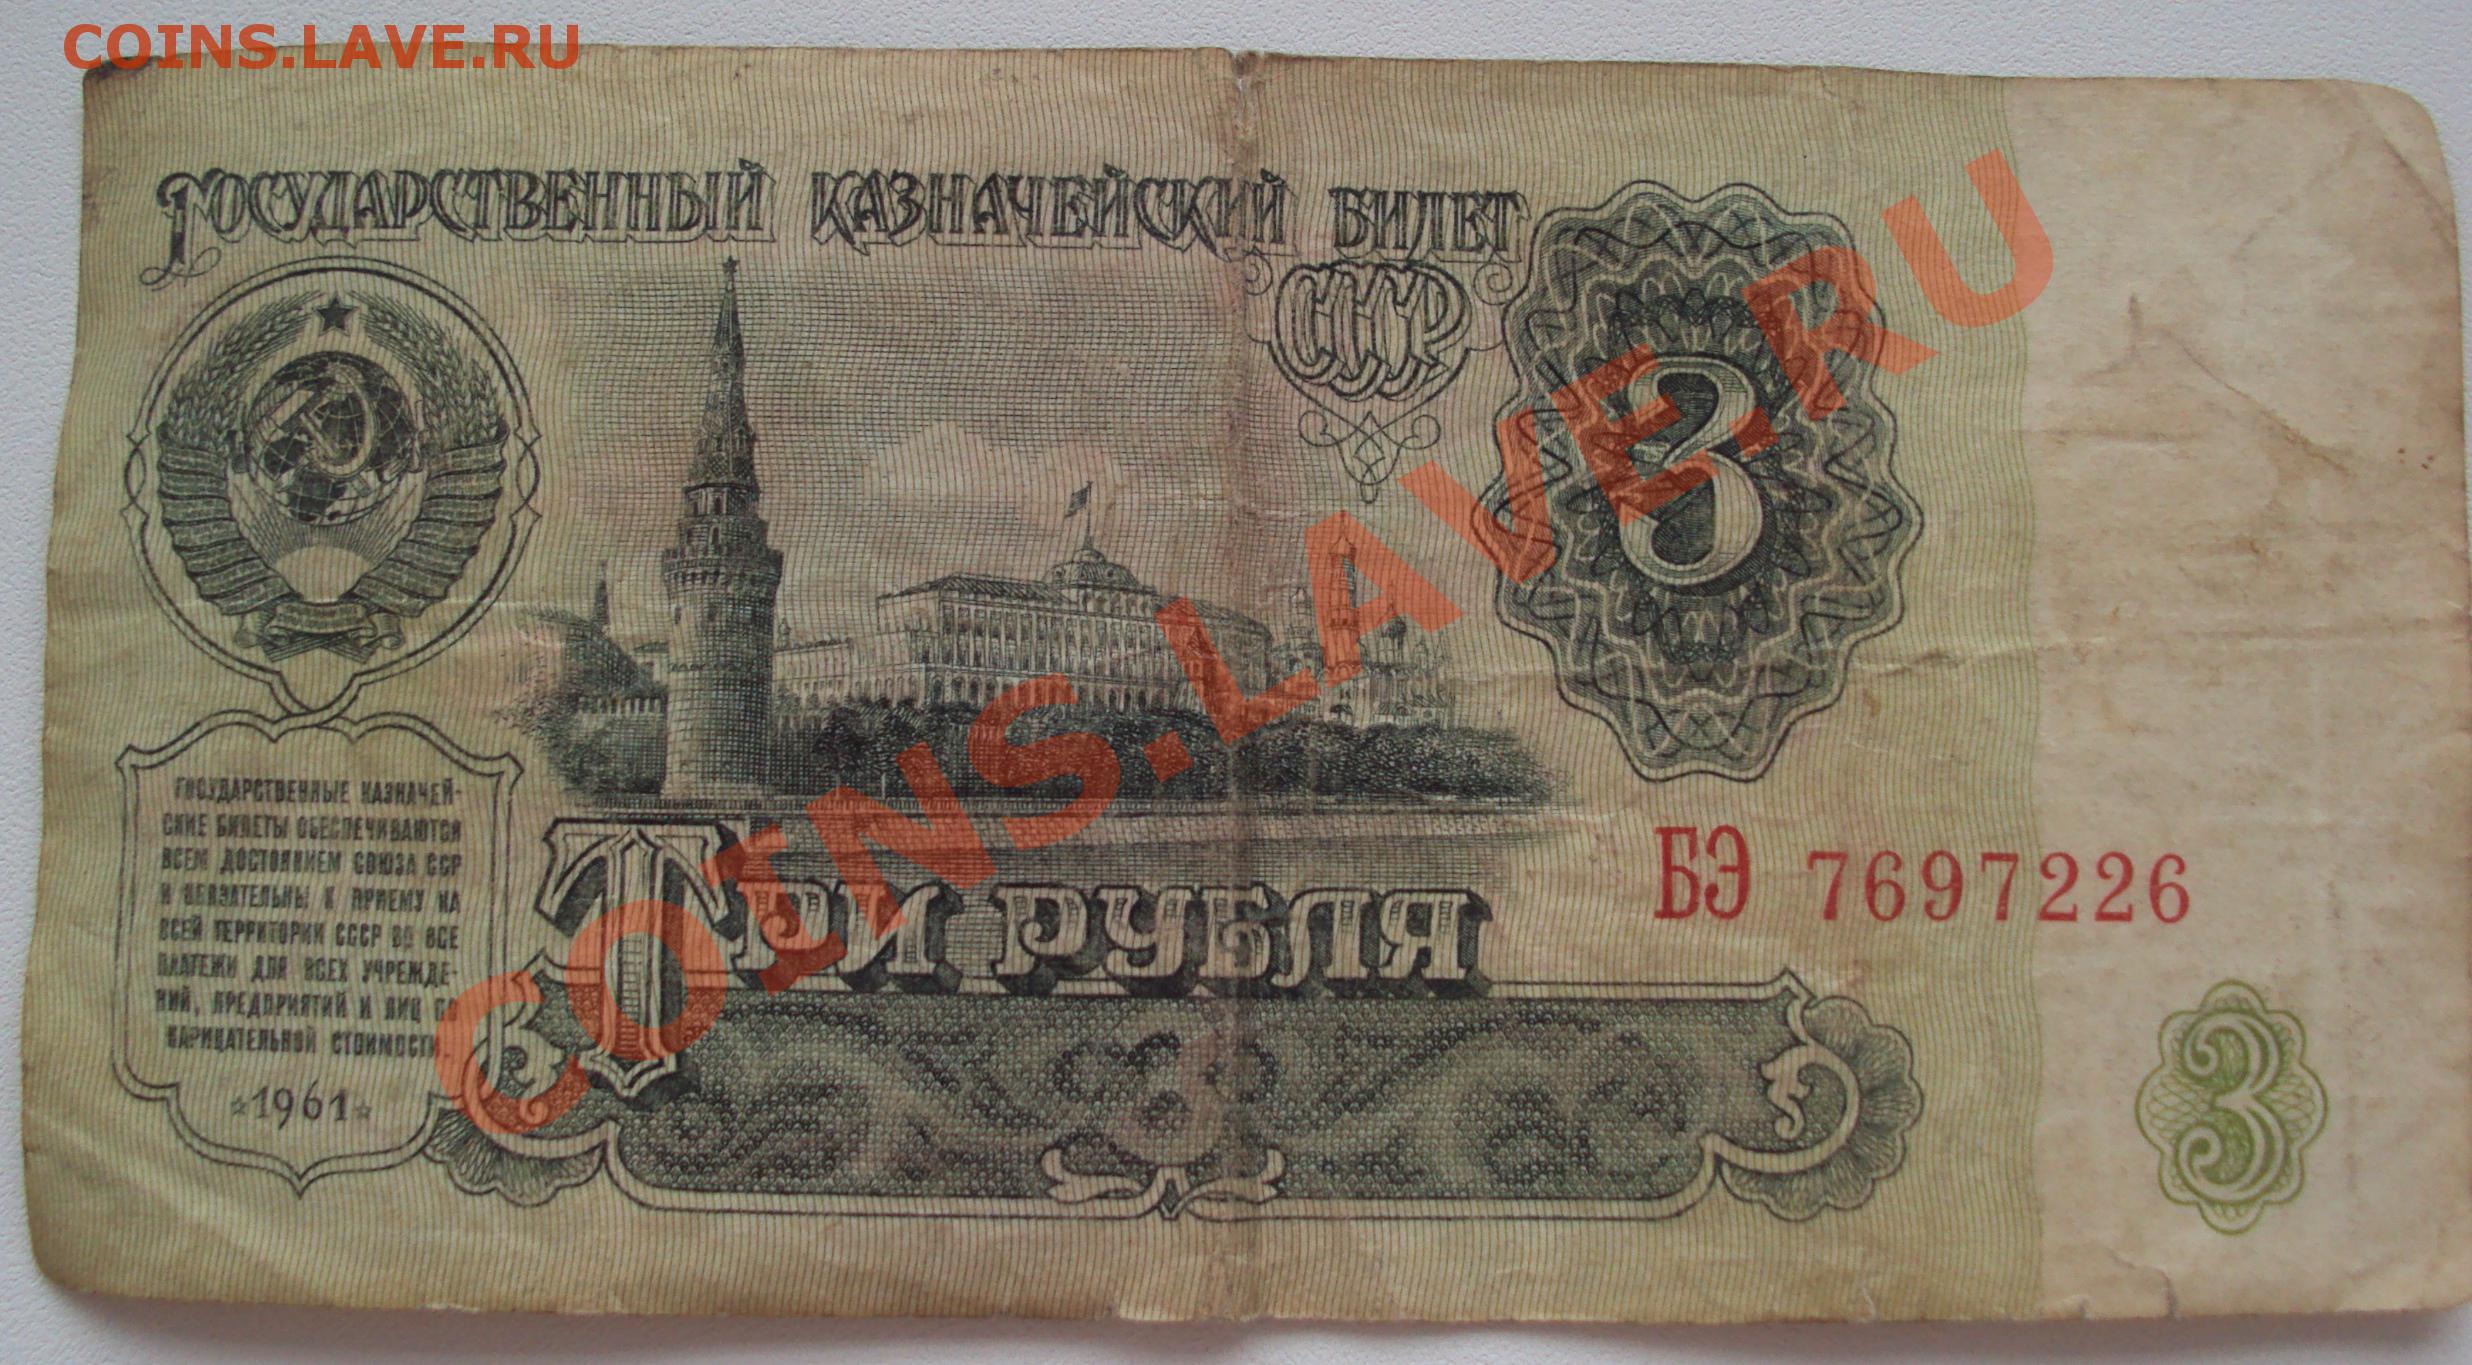 COINS.LAVE.RU
ГОСУДАРСТВЕННЫЙ КАЗНАЧЕЙСКИЙ БИЛЕТ
СССР
3
ГОСУДАРСТВЕННЫЕ КАЗНАЧЕЙ-
СКИЕ БИЛЕТЫ ОБЕСПЕЧИВАЮТСЯ
ВСЕМ ДОСТОЯНИЕМ СОЮЗА ССР
И ОБЯЗАТЕЛЬНЫ К ПРИЕМУ НА
ВСЕЙ ТЕРРИТОРИИ СССР ВО ВСЕ
ПЛАТЕЖИ ДЛЯ ВСЕХ УЧРЕЖДЕ-
НИЙ, ПРЕДПРИЯТИЙ И ЛИЦ ПО
НАРИЦАТЕЛЬНОЙ СТОИМОСТИ.
1961
ТРИ РУБЛЯ
БЭ 7697226
3
3
COINS.LAVE.RU